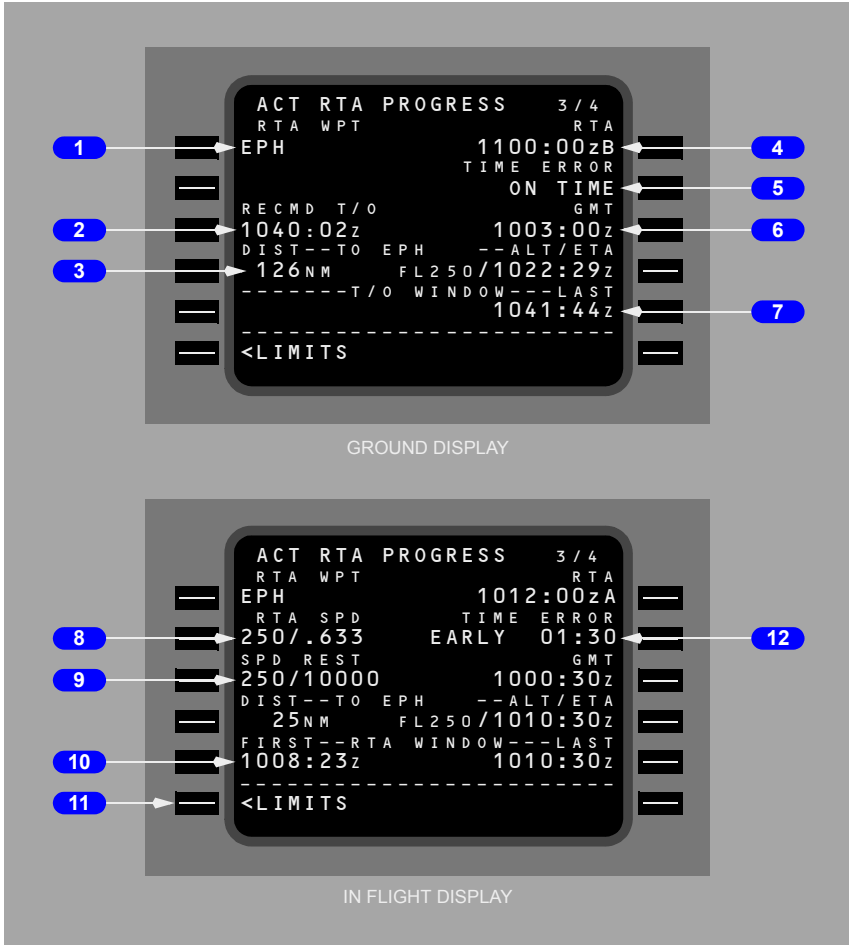 ACT RTA PROGRESS 3/4
RTA WPT RTA
1 EPH 1100:00zB 4
TIME ERROR
ON TIME 5
RECMD T/O GMT
2 1040:02z 1003:00z 6
DIST--TO EPH --ALT/ETA
3 126NM FL250/1022:29z
-------T/O WINDOW---LAST
1041:44z 7
------------------------
<LIMITS
GROUND DISPLAY
ACT RTA PROGRESS 3/4
RTA WPT RTA
EPH 1012:00zA
RTA SPD TIME ERROR
8 250/.633 EARLY 01:30 12
SPD REST GMT
9 250/10000 1000:30z
DIST--TO EPH --ALT/ETA
25NM FL250/1010:30z
FIRST--RTA WINDOW---LAST
10 1008:23z 1010:30z
------------------------
11 <LIMITS
IN FLIGHT DISPLAY